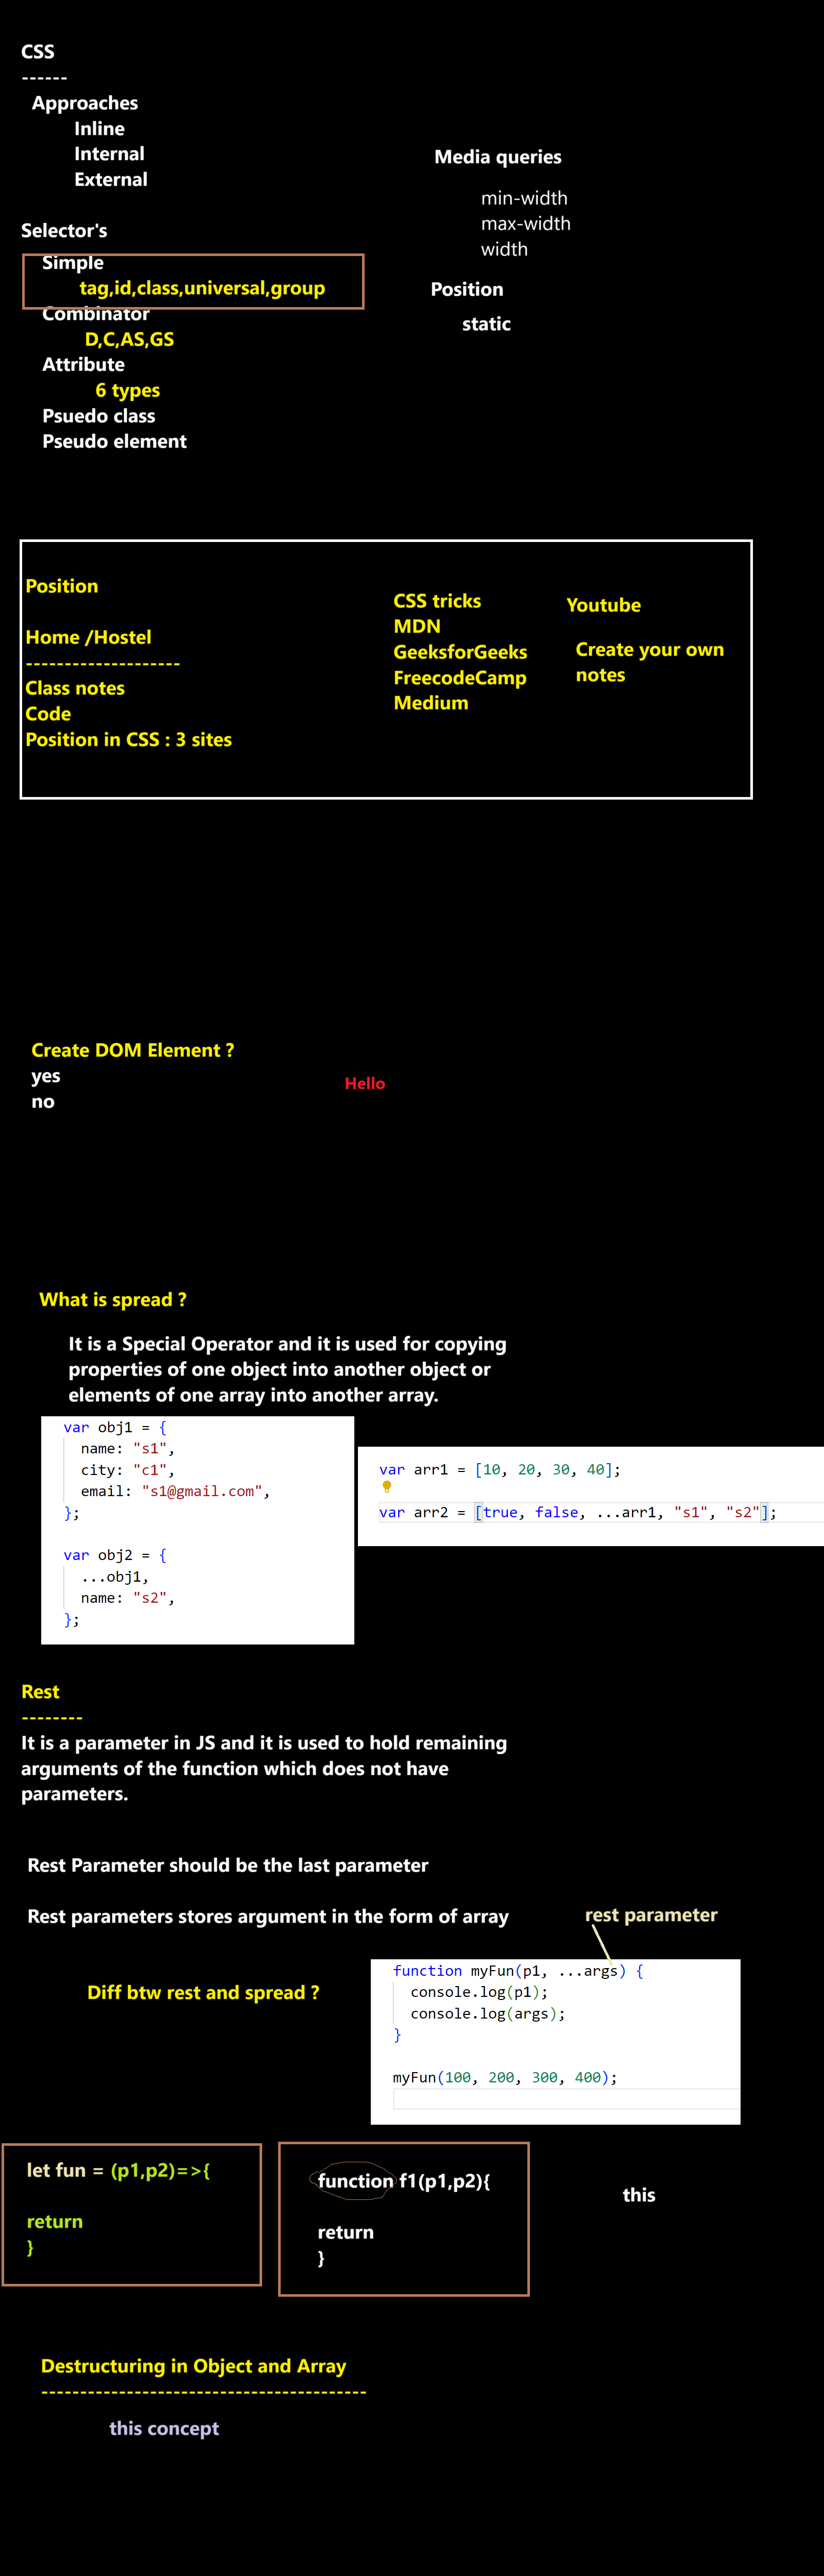 CSS
------
Approaches
Inline
Internal
External
Selector's
Simple
tag,id,class,universal,group
Combinator
D,C,AS,GS
Attribute
6 types
Psuedo class
Pseudo element
Media queries
min-width
max-width
width
Position
static
Position
Home /Hostel
--------------------
Class notes
Code
Position in CSS : 3 sites
CSS tricks
MDN
GeeksforGeeks
FreecodeCamp
Medium
Youtube
Create your own
notes
Create DOM Element ?
yes
no
Hello
What is spread ?
It is a Special Operator and it is used for copying
properties of one object into another object or
elements of one array into another array.
var obj1 = {
name: "s1",
city: "c1",
email: "s1@gmail.com",
};
var obj2 = {
...obj1,
name: "s2",
};
var arr1 = [10, 20, 30, 40];
var arr2 = [true, false, ...arr1, "s1", "s2"];
Rest
--------
It is a parameter in JS and it is used to hold remaining
arguments of the function which does not have
parameters.
Rest Parameter should be the last parameter
Rest parameters stores argument in the form of array
rest parameter
Diff btw rest and spread ?
function myFun(p1, ...args) {
console.log(p1);
console.log(args);
}
myFun(100, 200, 300, 400);
let fun = (p1,p2)=>{
return
}
function f1(p1,p2){
return
}
this
Destructuring in Object and Array
------------------------------------------
this concept